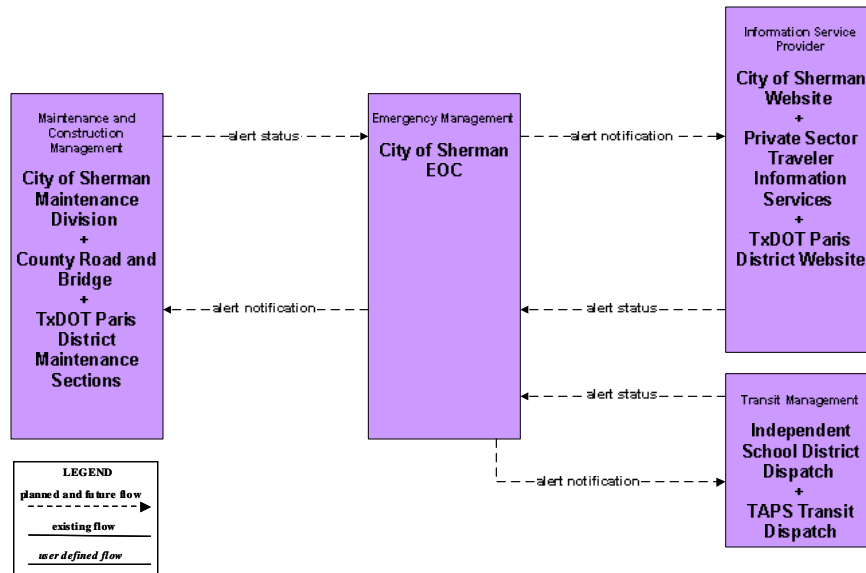 Information Service
Provider
City of Sherman
Website
+
Private Sector
Traveler
Information
Services
+
TxDOT Paris
District Website
Maintenance and
Construction
Management
City of Sherman
Maintenance
Division
+
County Road and
Bridge
+
TxDOT Paris
District
Maintenance
Sections
Emergency Management
City of Sherman
EOC
alert status
alert notification
alert notification
alert status
alert status
alert notification
Transit Management
Independent
School District
Dispatch
+
TAPS Transit
Dispatch
LEGEND
planned and future flow
existing flow
user defined flow